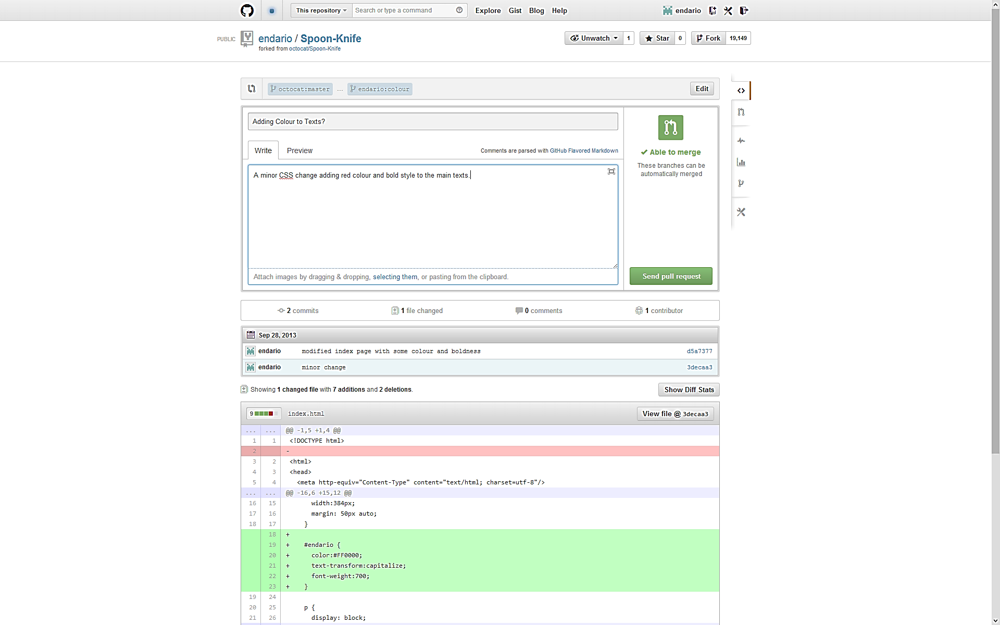 This repository Search or type a command Explore Gist Blog Help endario
PUBLIC endario / Spoon-Knife Unwatch 1 Star 0 Fork 19,149
forked from octocat/Spoon-Knife
octocat:master ... endario:colour Edit
Adding Colour to Texts?
Write Preview Comments are parsed with GitHub Flavored Markdown
Able to merge
These branches can be
automatically merged
A minor CSS change adding red colour and bold style to the main texts.
Attach images by dragging & dropping, selecting them, or pasting from the clipboard.
Send pull request
2 commits 1 file changed 0 comments 1 contributor
Sep 28, 2013
endario modified index page with some colour and boldness d5a7377
endario minor change 3decaa3
Showing 1 changed file with 7 additions and 2 deletions. Show Diff Stats
9 index.html View file @ 3decaa3
... ... @@ -1,5 +1,4 @@
1 1 <!DOCTYPE html>
2 -
3 2 <html>
4 3 <head>
5 4 <meta http-equiv="Content-Type" content="text/html; charset=utf-8"/>
... ... @@ -16,6 +15,12 @@
16 15 width:384px;
17 16 margin: 50px auto;
18 17 }
18 +
19 + #endario {
20 + color:#FF0000;
21 + text-transform:capitalize;
22 + font-weight:700;
23 + }
19 24
20 25 p {
21 26 display: block;